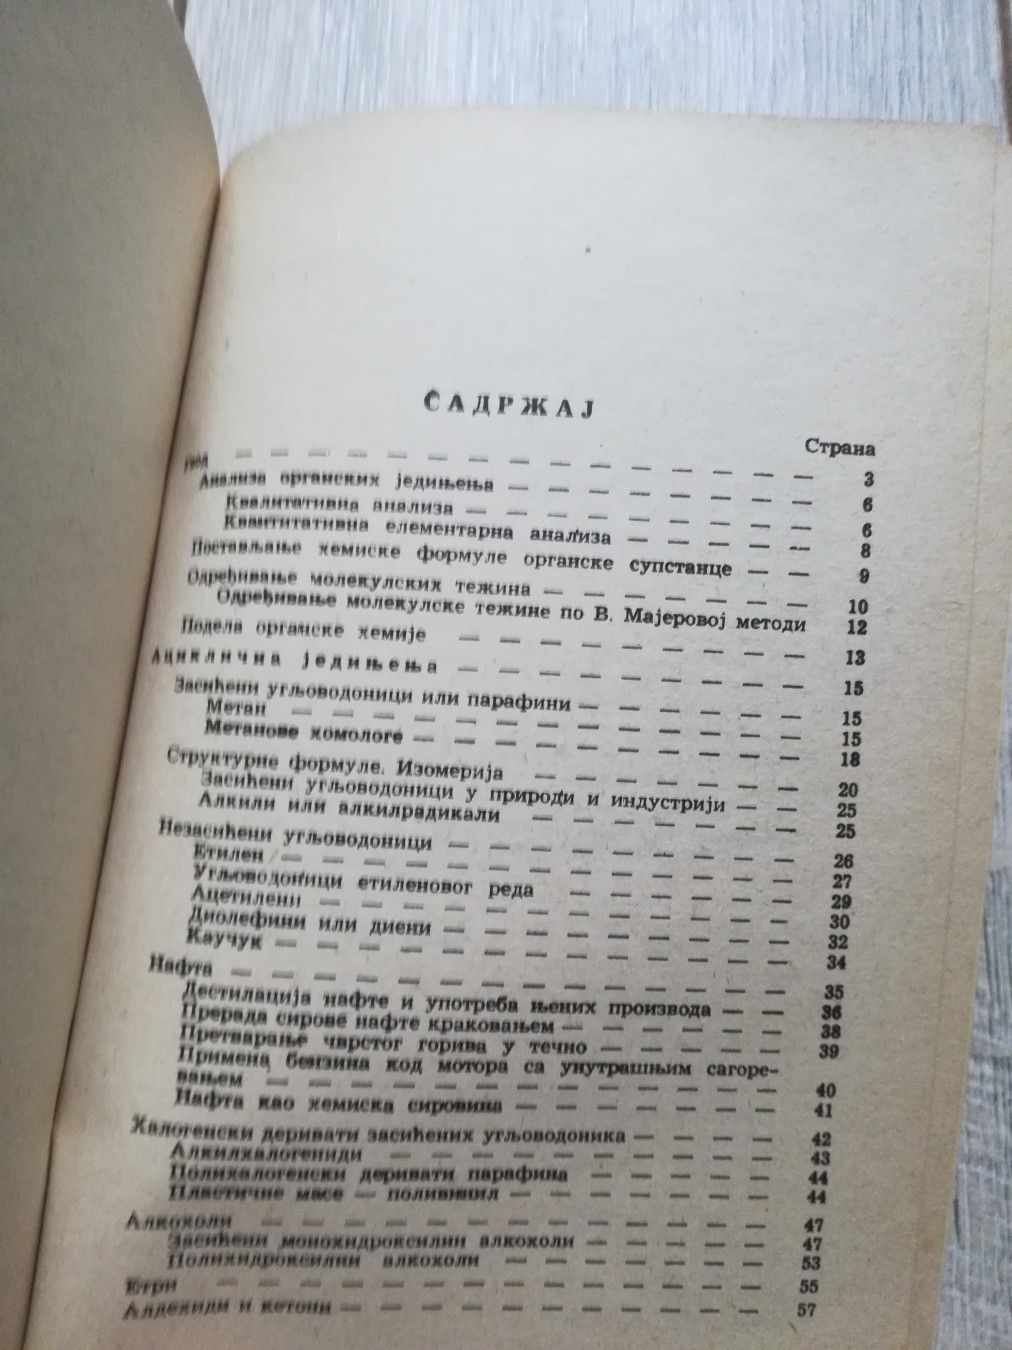 САДРЖАЈ
Страна
Увод — — — — — — — — — — — — — — — — 3
Анализа органских једињења — — — — — — — — 6
Квалитативна анализа — — — — — — — — — 6
Квантитативна елементарна анализа — — — — — 8
Постављање хемиске формуле органске супстанце — — 9
Одређивање молекулских тежина — — — — — — — 10
Одређивање молекулске тежине по В. Мајеровој методи 12
Подела органске хемије — — — — — — — — — 13
Ациклична једињења — — — — — — — — — 15
Засићени угљоводоници или парафини — — — — — — 15
Метан — — — — — — — — — — — — — 15
Метанове хомологе — — — — — — — — — — 18
Структурне формуле. Изомерија — — — — — — — 20
Засићени угљоводоници у природи и индустрији — — 25
Алкили или алкилрадикали — — — — — — — 25
Незасићени угљоводоници — — — — — — — — — 26
Етилен — — — — — — — — — — — — — 27
Угљоводоници етиленовог реда — — — — — — 29
Ацетилени — — — — — — — — — — — — 30
Диолефини или диени — — — — — — — — — 32
Каучук — — — — — — — — — — — — — 34
Нафта — — — — — — — — — — — — — — 35
Дестилација нафте и употреба њених производа — — 36
Прерада сирове нафте краковањем — — — — — — 38
Претварање чврстог горива у течно — — — — — 39
Примена бензина код мотора са унутрашњим сагоре-
вањем — — — — — — — — — — — — — 40
Нафта као хемиска сировина — — — — — — — 41
Халогенски деривати засићених угљоводоника — — — — 42
Алкилхалогениди — — — — — — — — — — 43
Полихалогенски деривати парафина — — — — — 44
Пластичне масе — поливинил — — — — — — — 44
Алкохоли — — — — — — — — — — — — — 47
Засићени монохидроксилни алкохоли — — — — — 47
Полихидроксилни алкохоли — — — — — — — 53
Етри — — — — — — — — — — — — — — 55
Алдехиди и кетони — — — — — — — — — — — 57